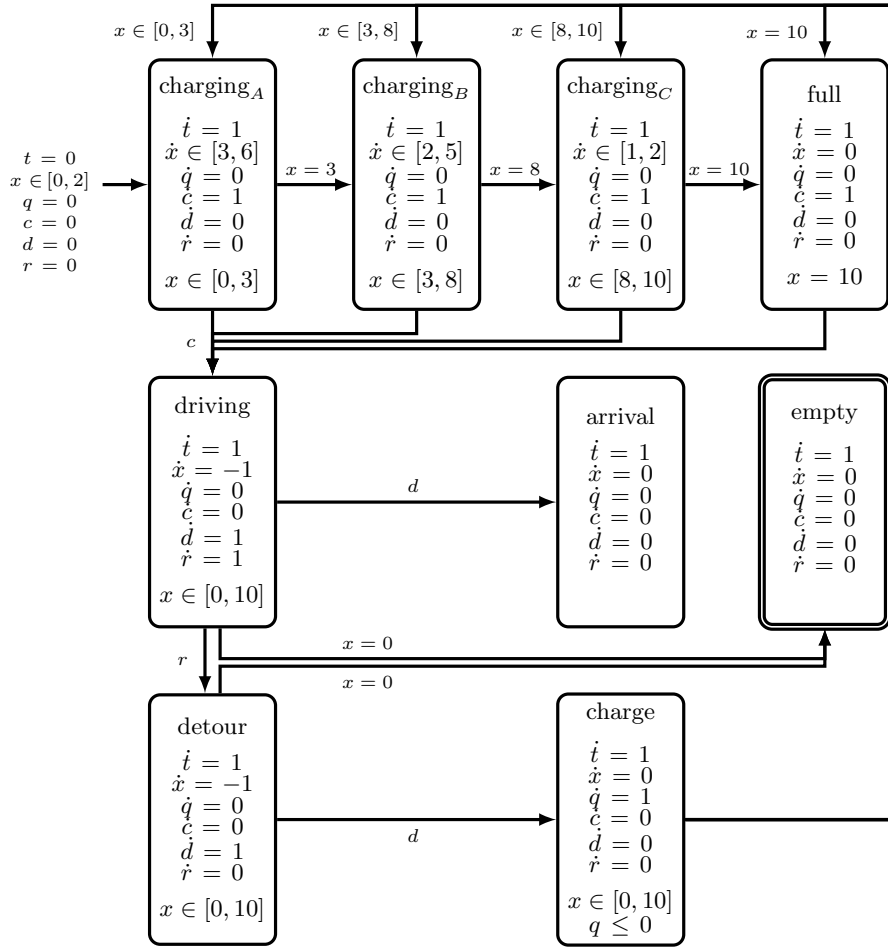 x ∈ [0, 3]
x ∈ [3, 8]
x ∈ [8, 10]
x = 10
t = 0
x ∈ [0, 2]
q = 0
c = 0
d = 0
r = 0
charging_A
ṫ = 1
ẋ ∈ [3, 6]
q̇ = 0
ċ = 1
ḋ = 0
ṙ = 0
x ∈ [0, 3]
x = 3
charging_B
ṫ = 1
ẋ ∈ [2, 5]
q̇ = 0
ċ = 1
ḋ = 0
ṙ = 0
x ∈ [3, 8]
x = 8
charging_C
ṫ = 1
ẋ ∈ [1, 2]
q̇ = 0
ċ = 1
ḋ = 0
ṙ = 0
x ∈ [8, 10]
x = 10
full
ṫ = 1
ẋ = 0
q̇ = 0
ċ = 1
ḋ = 0
ṙ = 0
x = 10
c
driving
ṫ = 1
ẋ = −1
q̇ = 0
ċ = 0
ḋ = 1
ṙ = 1
x ∈ [0, 10]
d
arrival
ṫ = 1
ẋ = 0
q̇ = 0
ċ = 0
ḋ = 0
ṙ = 0
empty
ṫ = 1
ẋ = 0
q̇ = 0
ċ = 0
ḋ = 0
ṙ = 0
x = 0
r
x = 0
detour
ṫ = 1
ẋ = −1
q̇ = 0
ċ = 0
ḋ = 1
ṙ = 0
x ∈ [0, 10]
d
charge
ṫ = 1
ẋ = 0
q̇ = 1
ċ = 0
ḋ = 0
ṙ = 0
x ∈ [0, 10]
q ≤ 0